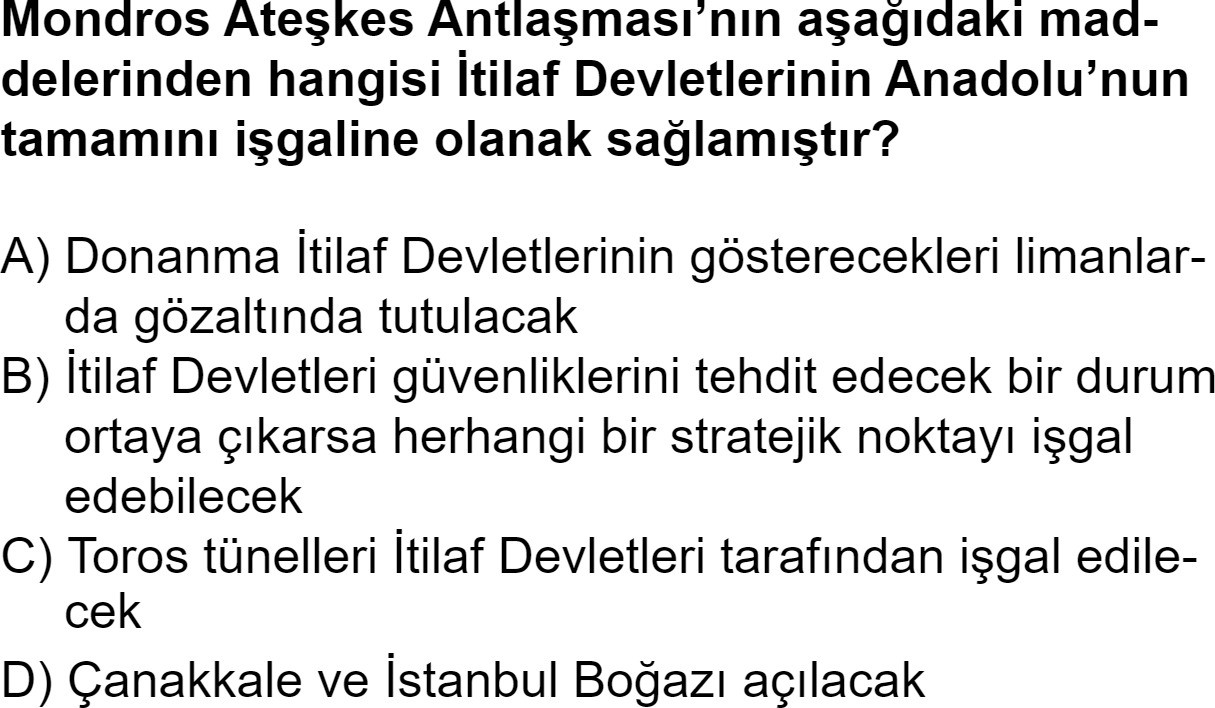 Mondros Ateşkes Antlaşması’nın aşağıdaki mad-
delerinden hangisi İtilaf Devletlerinin Anadolu’nun
tamamını işgaline olanak sağlamıştır?
A) Donanma İtilaf Devletlerinin gösterecekleri limanlar-
da gözaltında tutulacak
B) İtilaf Devletleri güvenliklerini tehdit edecek bir durum
ortaya çıkarsa herhangi bir stratejik noktayı işgal
edebilecek
C) Toros tünelleri İtilaf Devletleri tarafından işgal edile-
cek
D) Çanakkale ve İstanbul Boğazı açılacak